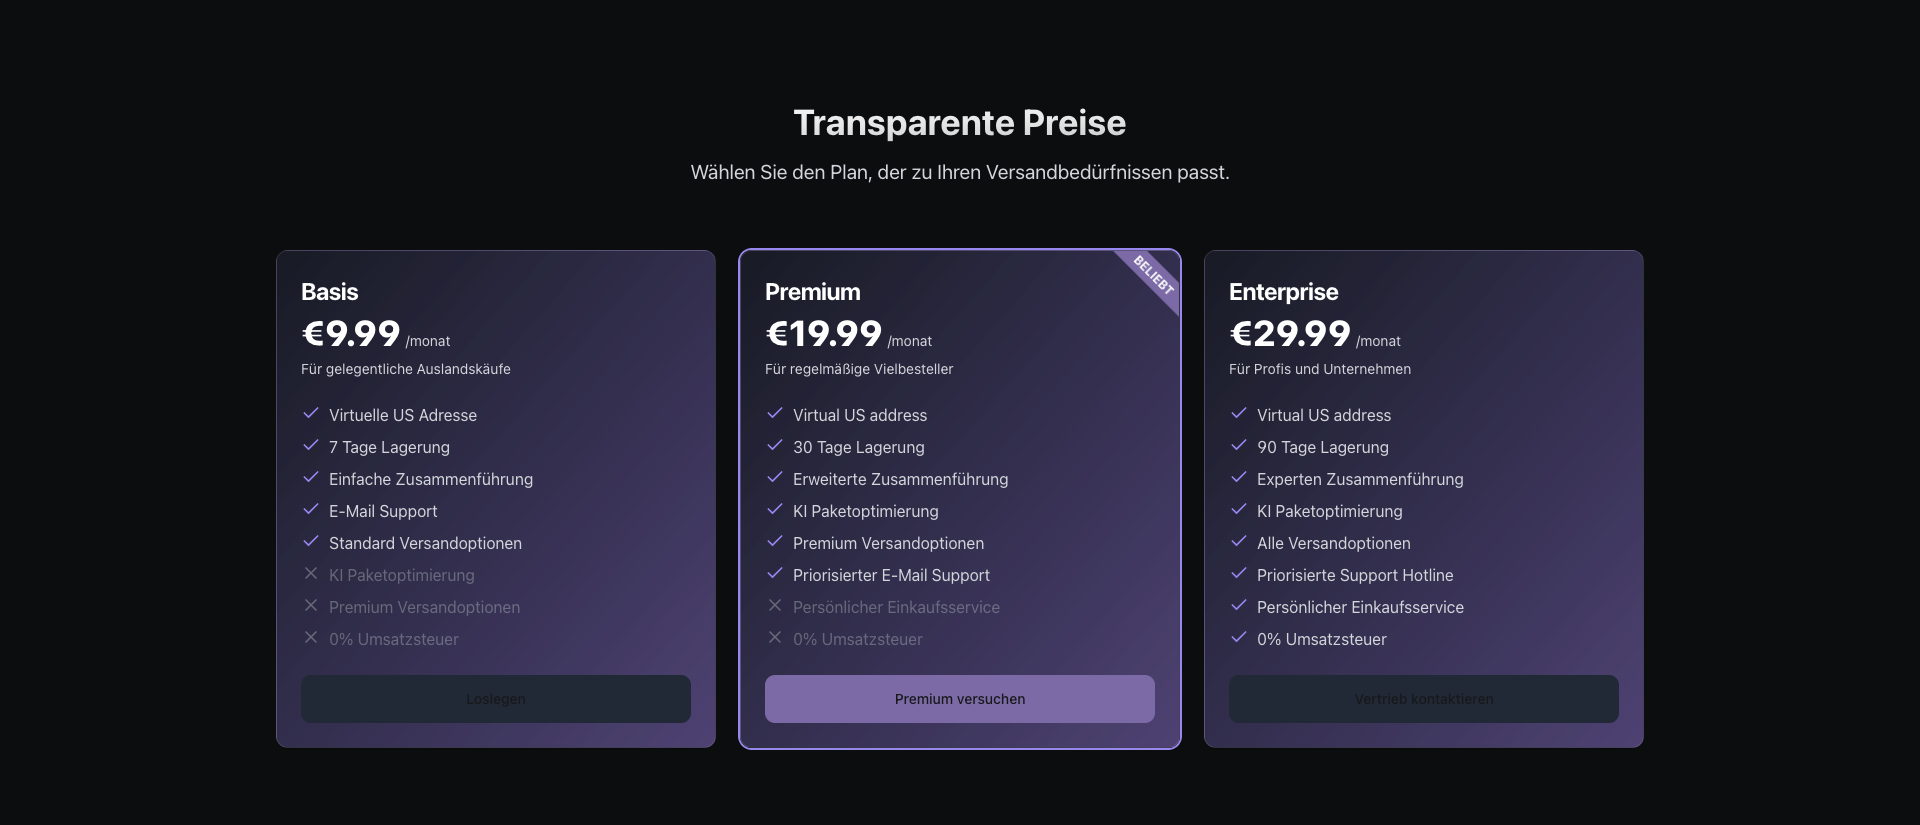 Transparente Preise
Wählen Sie den Plan, der zu Ihren Versandbedürfnissen passt.
Basis
€9.99 /monat
Für gelegentliche Auslandskäufe
Virtuelle US Adresse
7 Tage Lagerung
Einfache Zusammenführung
E-Mail Support
Standard Versandoptionen
KI Paketoptimierung
Premium Versandoptionen
0% Umsatzsteuer
Loslegen
BELIEBT
Premium
€19.99 /monat
Für regelmäßige Vielbesteller
Virtual US address
30 Tage Lagerung
Erweiterte Zusammenführung
KI Paketoptimierung
Premium Versandoptionen
Priorisierter E-Mail Support
Persönlicher Einkaufsservice
0% Umsatzsteuer
Premium versuchen
Enterprise
€29.99 /monat
Für Profis und Unternehmen
Virtual US address
90 Tage Lagerung
Experten Zusammenführung
KI Paketoptimierung
Alle Versandoptionen
Priorisierte Support Hotline
Persönlicher Einkaufsservice
0% Umsatzsteuer
Vertrieb kontaktieren